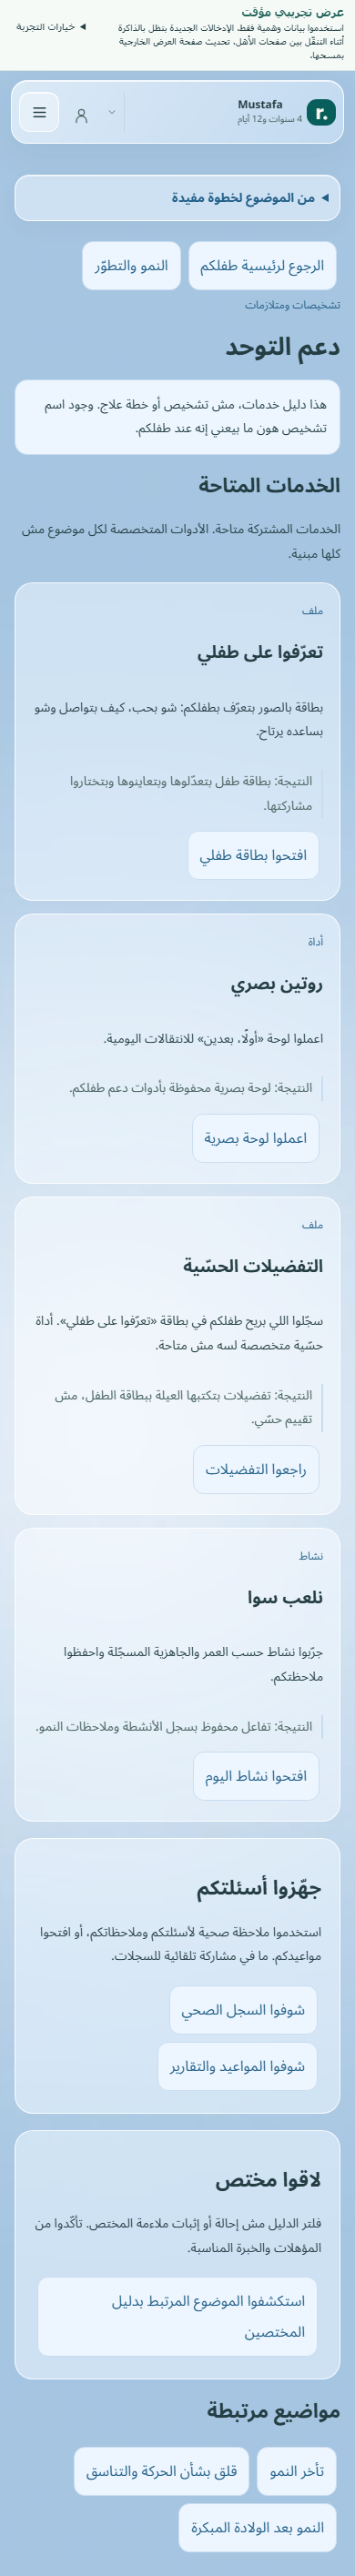 عرض تجريبي مؤقت
استخدموا بيانات وهمية فقط. الإدخالات الجديدة بتظل بالذاكرة
أثناء التنقّل بين صفحات الأهل، تحديث صفحة العرض الخارجية
بمسحها.
◀ خيارات التجربة
r.
Mustafa
4 سنوات و12 أيام
◀ من الموضوع لخطوة مفيدة
الرجوع لرئيسية طفلكم
النمو والتطوّر
تشخيصات ومتلازمات
دعم التوحد
هذا دليل خدمات، مش تشخيص أو خطة علاج. وجود اسم
تشخيص هون ما بيعني إنه عند طفلكم.
الخدمات المتاحة
الخدمات المشتركة متاحة. الأدوات المتخصصة لكل موضوع مش
كلها مبنية.
ملف
تعرّفوا على طفلي
بطاقة بالصور بتعرّف بطفلكم: شو بحب، كيف بتواصل وشو
بساعده يرتاح.
النتيجة: بطاقة طفل بتعدّلوها وبتعاينوها وبتختاروا
مشاركتها.
افتحوا بطاقة طفلي
أداة
روتين بصري
اعملوا لوحة «أولًا، بعدين» للانتقالات اليومية.
النتيجة: لوحة بصرية محفوظة بأدوات دعم طفلكم.
اعملوا لوحة بصرية
ملف
التفضيلات الحسّية
سجّلوا اللي بريح طفلكم في بطاقة «تعرّفوا على طفلي». أداة
حسّية متخصصة لسه مش متاحة.
النتيجة: تفضيلات بتكتبها العيلة ببطاقة الطفل، مش
تقييم حسّي.
راجعوا التفضيلات
نشاط
نلعب سوا
جرّبوا نشاط حسب العمر والجاهزية المسجّلة واحفظوا
ملاحظتكم.
النتيجة: تفاعل محفوظ بسجل الأنشطة وملاحظات النمو.
افتحوا نشاط اليوم
جهّزوا أسئلتكم
استخدموا ملاحظة صحية لأسئلتكم وملاحظاتكم، أو افتحوا
مواعيدكم. ما في مشاركة تلقائية للسجلات.
شوفوا السجل الصحي
شوفوا المواعيد والتقارير
لاقوا مختص
فلتر الدليل مش إحالة أو إثبات ملاءمة المختص. تأكّدوا من
المؤهلات والخبرة المناسبة.
استكشفوا الموضوع المرتبط بدليل
المختصين
مواضيع مرتبطة
تأخر النمو
قلق بشأن الحركة والتناسق
النمو بعد الولادة المبكرة